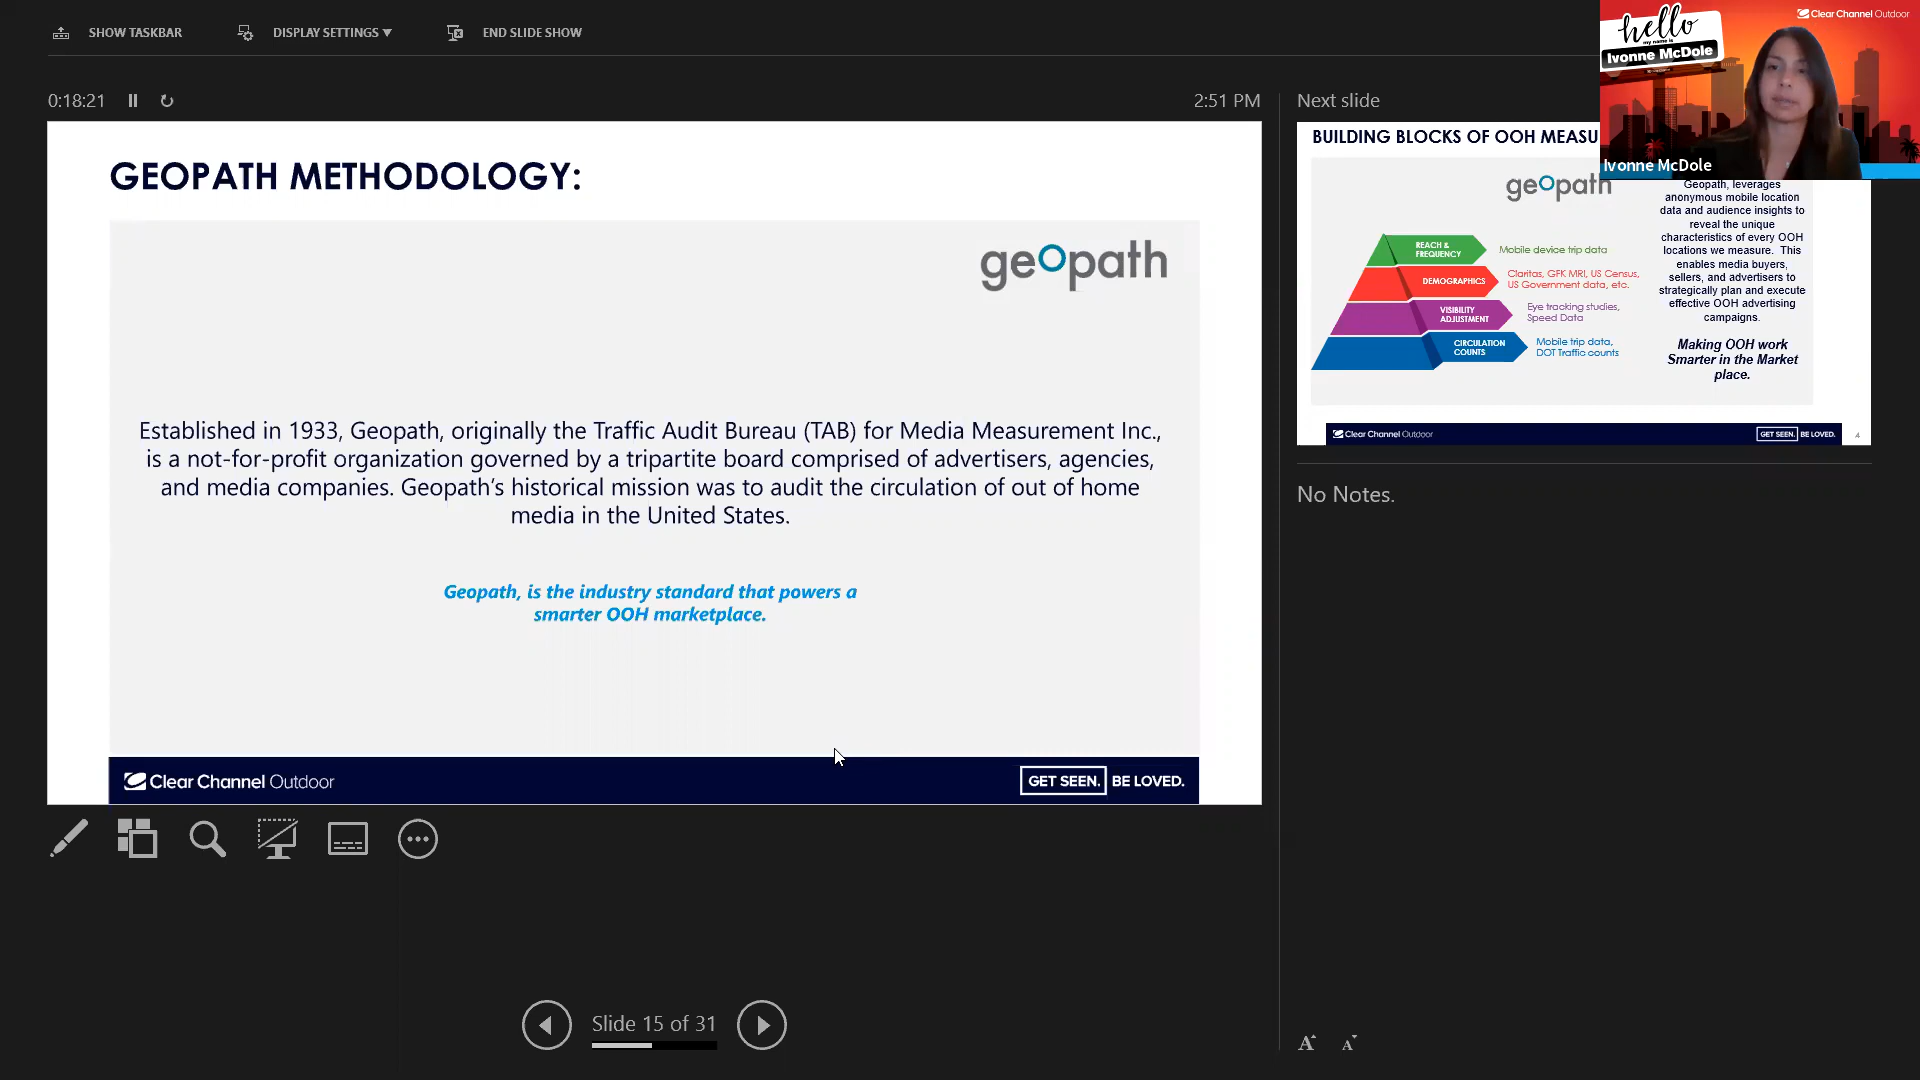 SHOW TASKBAR
DISPLAY SETTINGS ▼
END SLIDE SHOW
0:18:21
2:51 PM
GEOPATH METHODOLOGY:
geopath
Established in 1933, Geopath, originally the Traffic Audit Bureau (TAB) for Media Measurement Inc.,
is a not-for-profit organization governed by a tripartite board comprised of advertisers, agencies,
and media companies. Geopath's historical mission was to audit the circulation of out of home
media in the United States.
Geopath, is the industry standard that powers a
smarter OOH marketplace.
Clear Channel Outdoor
GET SEEN. BE LOVED.
Slide 15 of 31
Next slide
BUILDING BLOCKS OF OOH MEASU
geopath
REACH &
FREQUENCY
Mobile device trip data
DEMOGRAPHICS
Claritas, GFK MRI, US Census,
US Government data, etc.
VISIBILITY
ADJUSTMENT
Eye tracking studies,
Speed Data
CIRCULATION
COUNTS
Mobile trip data,
DOT Traffic counts
Geopath, leverages
anonymous mobile location
data and audience insights to
reveal the unique
characteristics of every OOH
locations we measure. This
enables media buyers,
sellers, and advertisers to
strategically plan and execute
effective OOH advertising
campaigns.
Making OOH work
Smarter in the Market
place.
Clear Channel Outdoor
GET SEEN. BE LOVED.
4
No Notes.
A A
hello
my name is
Ivonne McDole
Clear Channel Outdoor
Ivonne McDole